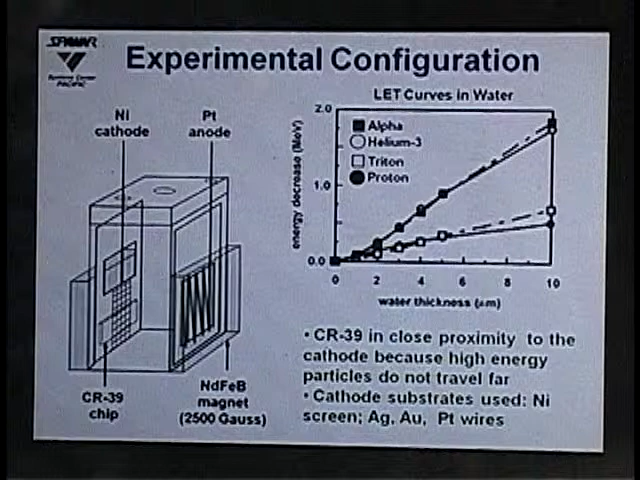 SPAWAR
Systems Center
PACIFIC
Experimental Configuration
Ni
cathode
Pt
anode
CR-39
chip
NdFeB
magnet
(2500 Gauss)
LET Curves in Water
energy decrease (MeV)
2.0
1.0
0.0
Alpha
Helium-3
Triton
Proton
0 2 4 6 8 10
water thickness (µm)
• CR-39 in close proximity to the
cathode because high energy
particles do not travel far
• Cathode substrates used: Ni
screen; Ag, Au, Pt wires